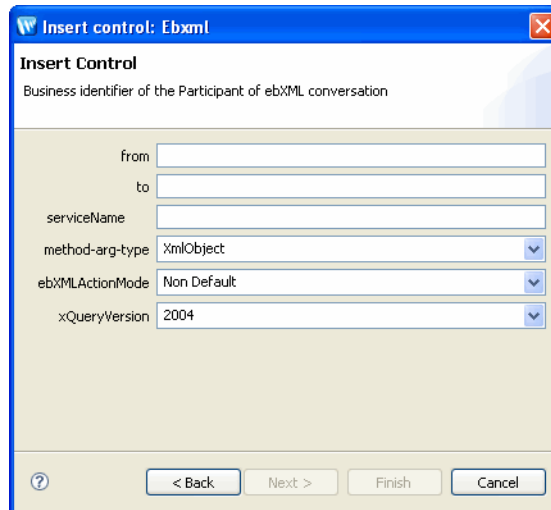 Insert control: Ebxml
Insert Control
Business identifier of the Participant of ebXML conversation
from
to
serviceName
method-arg-type XmlObject
ebXMLActionMode Non Default
xQueryVersion 2004
? < Back Next > Finish Cancel